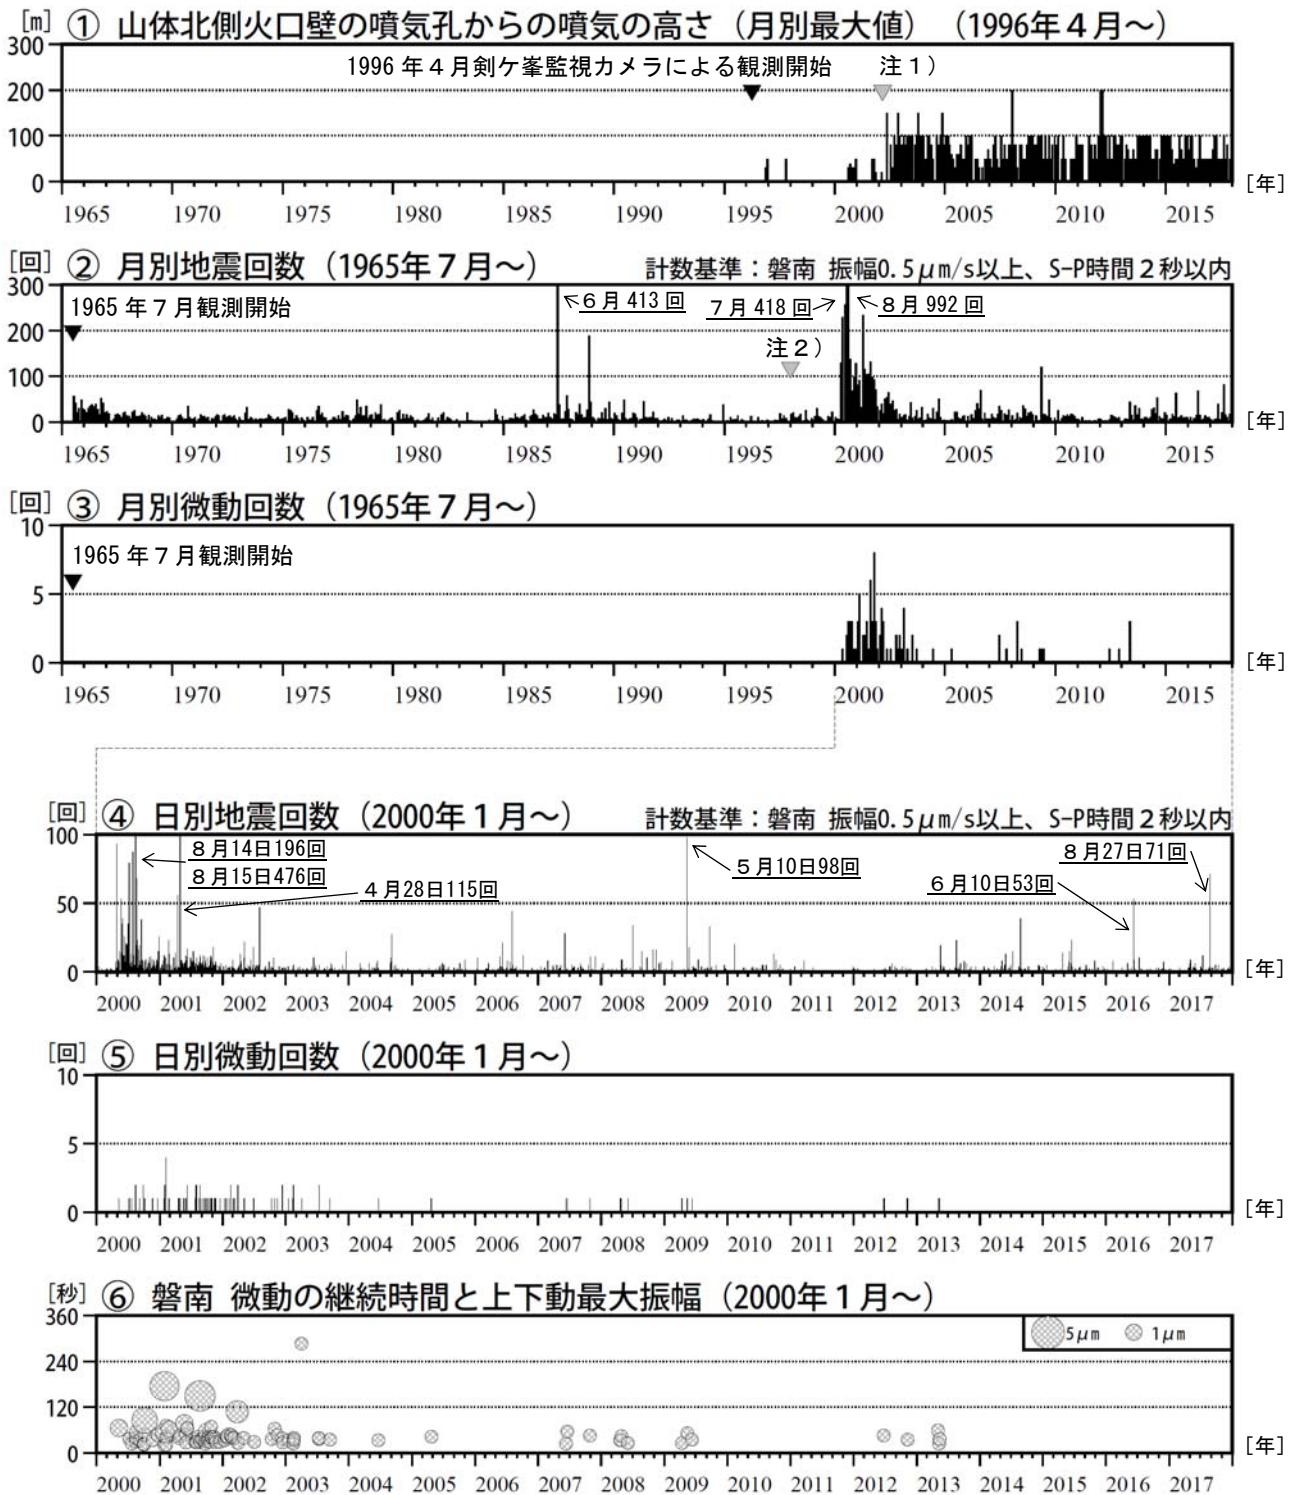 [m] ① 山体北側火口壁の噴気孔からの噴気の高さ（月別最大値）（1996年４月～）
300
1996 年４月剣ケ峯監視カメラによる観測開始 注１）
200
100
0
[年]
1965 1970 1975 1980 1985 1990 1995 2000 2005 2010 2015
[回] ② 月別地震回数（1965年７月～） 計数基準：磐南 振幅0.5μm/s以上、S-P時間２秒以内
300
1965 年７月観測開始 ６月 413 回 ７月 418 回 ８月 992 回
200
注２）
100
0
[年]
1965 1970 1975 1980 1985 1990 1995 2000 2005 2010 2015
[回] ③ 月別微動回数（1965年７月～）
10
1965 年７月観測開始
5
0
[年]
1965 1970 1975 1980 1985 1990 1995 2000 2005 2010 2015
[回] ④ 日別地震回数（2000年１月～） 計数基準：磐南 振幅0.5μm/s以上、S-P時間２秒以内
100
８月14日196回
８月15日476回
４月28日115回
５月10日98回
６月10日53回
８月27日71回
50
0
[年]
2000 2001 2002 2003 2004 2005 2006 2007 2008 2009 2010 2011 2012 2013 2014 2015 2016 2017
[回] ⑤ 日別微動回数（2000年１月～）
10
5
0
[年]
2000 2001 2002 2003 2004 2005 2006 2007 2008 2009 2010 2011 2012 2013 2014 2015 2016 2017
[秒] ⑥ 磐南 微動の継続時間と上下動最大振幅（2000年１月～）
360
5μm 1μm
240
120
0
[年]
2000 2001 2002 2003 2004 2005 2006 2007 2008 2009 2010 2011 2012 2013 2014 2015 2016 2017